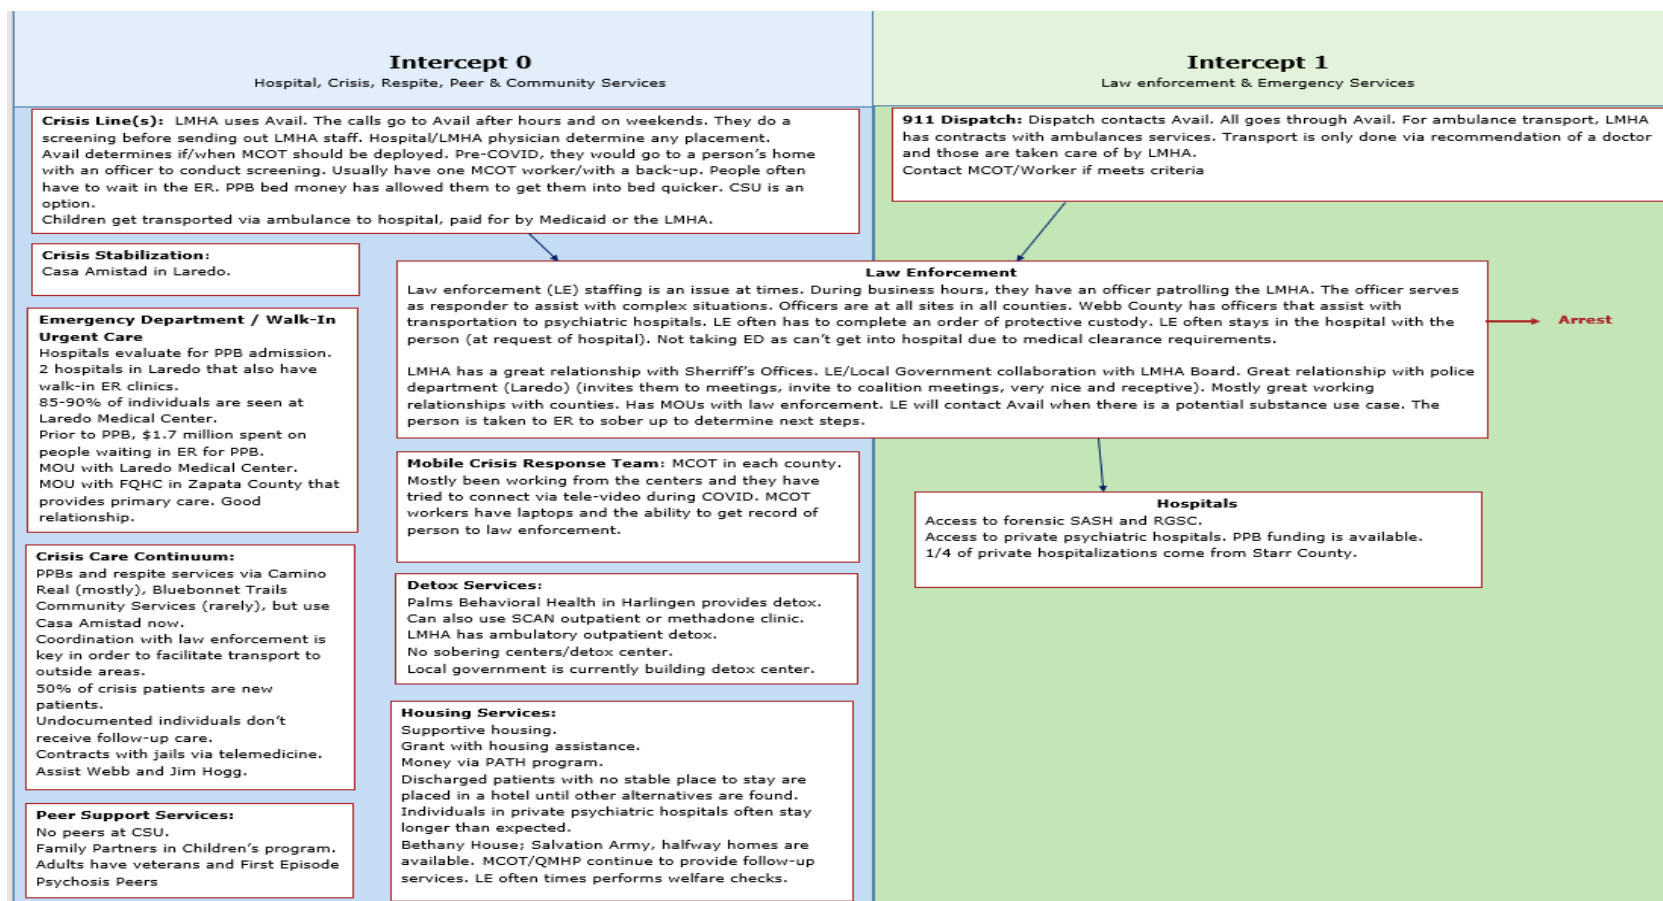 Intercept 0
Hospital, Crisis, Respite, Peer & Community Services
Crisis Line(s): LMHA uses Avail. The calls go to Avail after hours and on weekends. They do a
screening before sending out LMHA staff. Hospital/LMHA physician determine any placement.
Avail determines if/when MCOT should be deployed. Pre-COVID, they would go to a person's home
with an officer to conduct screening. Usually have one MCOT worker/with a back-up. People often
have to wait in the ER. PPB bed money has allowed them to get them into bed quicker. CSU is an
option.
Children get transported via ambulance to hospital, paid for by Medicaid or the LMHA.
Crisis Stabilization:
Casa Amistad in Laredo.
Emergency Department / Walk-In
Urgent Care
Hospitals evaluate for PPB admission.
2 hospitals in Laredo that also have
walk-in ER clinics.
85-90% of individuals are seen at
Laredo Medical Center.
Prior to PPB, $1.7 million spent on
people waiting in ER for PPB.
MOU with Laredo Medical Center.
MOU with FQHC in Zapata County that
provides primary care. Good
relationship.
Crisis Care Continuum:
PPBs and respite services via Camino
Real (mostly), Bluebonnet Trails
Community Services (rarely), but use
Casa Amistad now.
Coordination with law enforcement is
key in order to facilitate transport to
outside areas.
50% of crisis patients are new
patients.
Undocumented individuals don't
receive follow-up care.
Contracts with jails via telemedicine.
Assist Webb and Jim Hogg.
Peer Support Services:
No peers at CSU.
Family Partners in Children's program.
Adults have veterans and First Episode
Psychosis Peers
Intercept 1
Law enforcement & Emergency Services
911 Dispatch: Dispatch contacts Avail. All goes through Avail. For ambulance transport, LMHA
has contracts with ambulances services. Transport is only done via recommendation of a doctor
and those are taken care of by LMHA.
Contact MCOT/Worker if meets criteria
Law Enforcement
Law enforcement (LE) staffing is an issue at times. During business hours, they have an officer patrolling the LMHA. The officer serves
as responder to assist with complex situations. Officers are at all sites in all counties. Webb County has officers that assist with
transportation to psychiatric hospitals. LE often has to complete an order of protective custody. LE often stays in the hospital with the
person (at request of hospital). Not taking ED as can't get into hospital due to medical clearance requirements.
LMHA has a great relationship with Sherriff's Offices. LE/Local Government collaboration with LMHA Board. Great relationship with police
department (Laredo) (invites them to meetings, invite to coalition meetings, very nice and receptive). Mostly great working
relationships with counties. Has MOUs with law enforcement. LE will contact Avail when there is a potential substance use case. The
person is taken to ER to sober up to determine next steps.
Arrest
Mobile Crisis Response Team: MCOT in each county.
Mostly been working from the centers and they have
tried to connect via tele-video during COVID. MCOT
workers have laptops and the ability to get record of
person to law enforcement.
Detox Services:
Palms Behavioral Health in Harlingen provides detox.
Can also use SCAN outpatient or methadone clinic.
LMHA has ambulatory outpatient detox.
No sobering centers/detox center.
Local government is currently building detox center.
Housing Services:
Supportive housing.
Grant with housing assistance.
Money via PATH program.
Discharged patients with no stable place to stay are
placed in a hotel until other alternatives are found.
Individuals in private psychiatric hospitals often stay
longer than expected.
Bethany House; Salvation Army, halfway homes are
available. MCOT/QMHP continue to provide follow-up
services. LE often times performs welfare checks.
Hospitals
Access to forensic SASH and RGSC.
Access to private psychiatric hospitals. PPB funding is available.
1/4 of private hospitalizations come from Starr County.